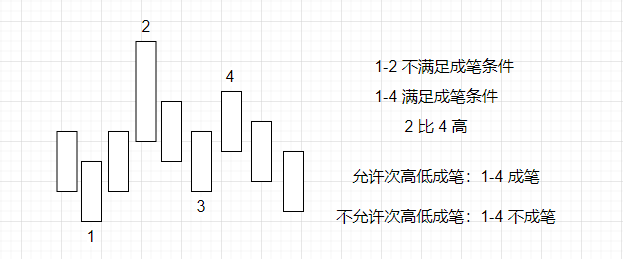 2
4
3
1
1-2 不满足成笔条件
1-4 满足成笔条件
2 比 4 高
允许次高低成笔：1-4 成笔
不允许次高低成笔：1-4 不成笔